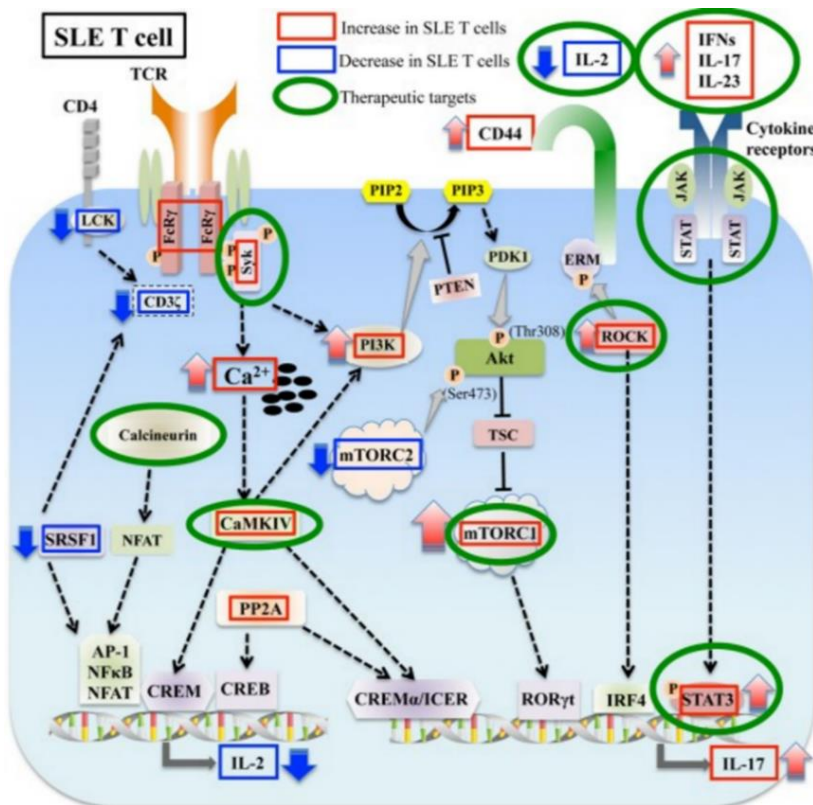 SLE T cell
Increase in SLE T cells
Decrease in SLE T cells
Therapeutic targets
IL-2
IFNs
IL-17
IL-23
TCR
CD4
CD44
Cytokine
receptors
JAK
JAK
STAT
STAT
PIP2
PIP3
LCK
FcRγ
FcRγ
P
P
P
P
Syk
PDK1
PTEN
ERM
P
CD3ζ
PI3K
P
(Thr308)
ROCK
Akt
Ca²⁺
P
(Ser473)
Calcineurin
TSC
mTORC2
CaMKIV
mTORC1
SRSF1
NFAT
PP2A
AP-1
NFκB
NFAT
CREM
CREB
CREMα/ICER
RORγt
IRF4
P
STAT3
IL-2
IL-17